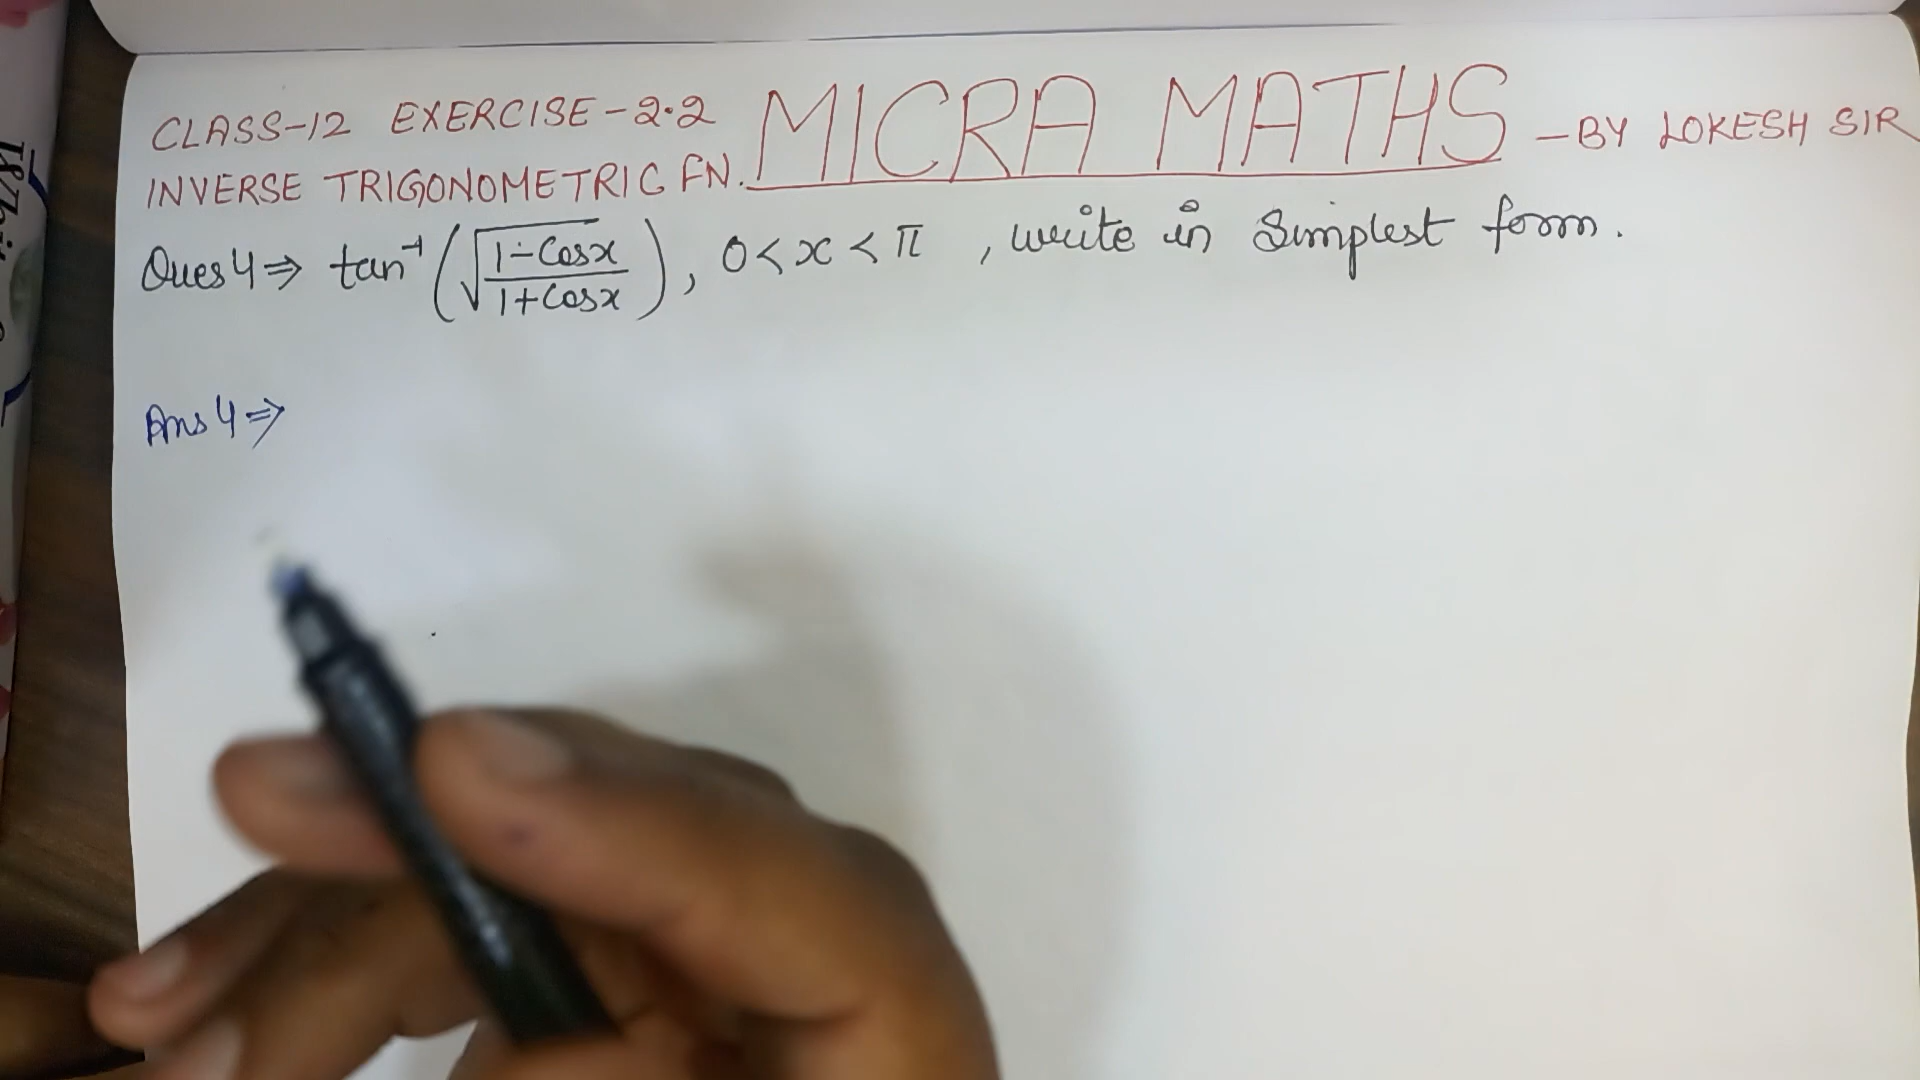 CLASS-12 EXERCISE-2.2 MICRA MATHS -BY LOKESH SIR
INVERSE TRIGONOMETRIC FN.
Ques 4⇒ tan⁻¹(√((1-Cosx)/(1+Cosx))), 0<x<π , write in Simplest form.
Ans 4⇒